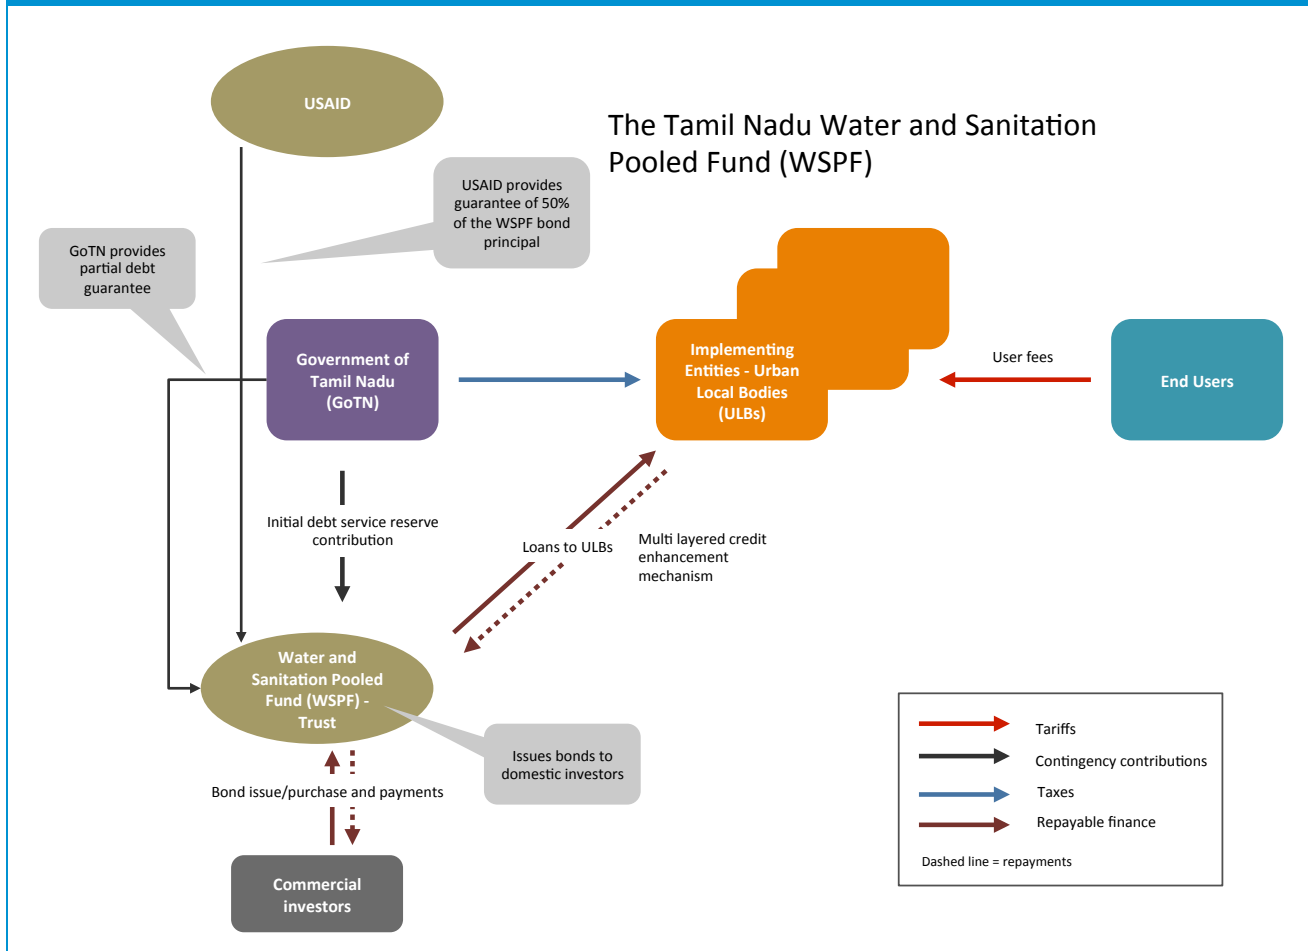 USAID
The Tamil Nadu Water and Sanitation
Pooled Fund (WSPF)
USAID provides
guarantee of 50%
of the WSPF bond
principal
GoTN provides
partial debt
guarantee
Government of
Tamil Nadu
(GoTN)
Implementing
Entities - Urban
Local Bodies
(ULBs)
User fees
End Users
Initial debt service reserve
contribution
Loans to ULBs
Multi layered credit
enhancement
mechanism
Water and
Sanitation Pooled
Fund (WSPF) -
Trust
Issues bonds to
domestic investors
Bond issue/purchase and payments
Commercial
investors
Tariffs
Contingency contributions
Taxes
Repayable finance
Dashed line = repayments